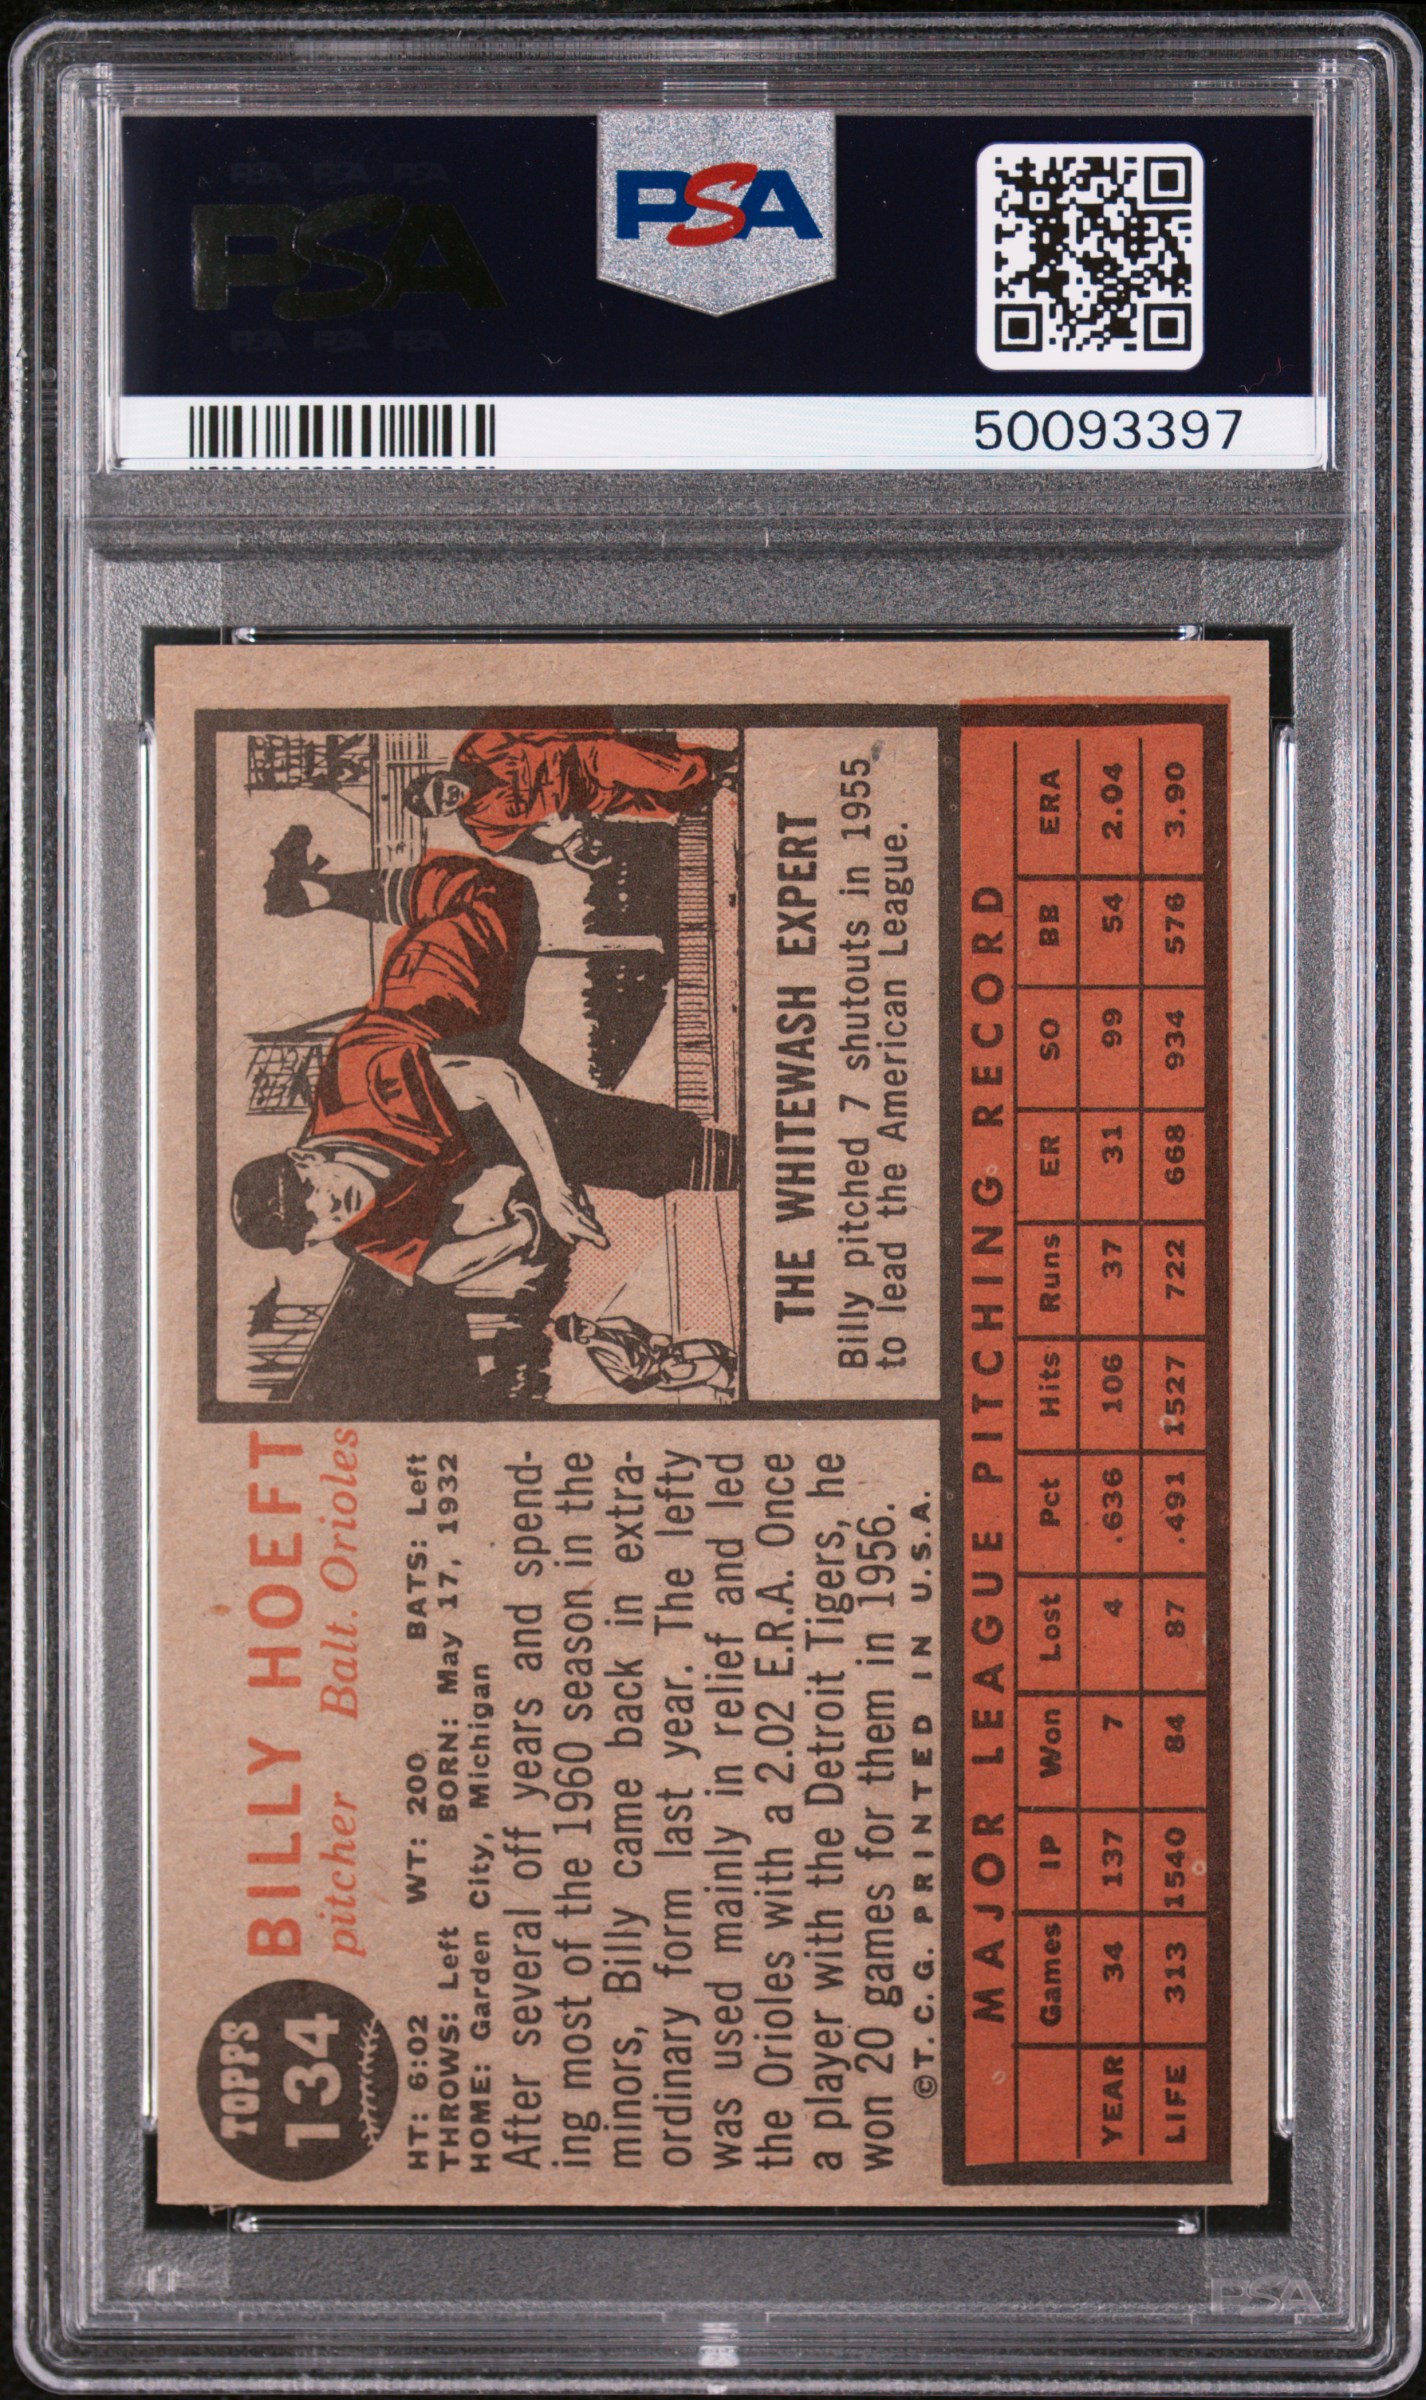 PSA PSA PSA
PSA
PSA PSA PSA
PSA
50093397
TOPPS
134
BILLY HOEFT
pitcher Balt. Orioles
HT: 6:02 WT: 200 BATS: Left
THROWS: Left BORN: May 17, 1932
HOME: Garden City, Michigan
After several off years and spend-
ing most of the 1960 season in the
minors, Billy came back in extra-
ordinary form last year. The lefty
was used mainly in relief and led
the Orioles with a 2.02 E.R.A. Once
a player with the Detroit Tigers, he
won 20 games for them in 1956.
© T. C. G. PRINTED IN U.S.A.
THE WHITEWASH EXPERT
Billy pitched 7 shutouts in 1955
to lead the American League.
MAJOR LEAGUE PITCHING RECORD
Games IP Won Lost Pct Hits Runs ER SO BB ERA
YEAR 34 137 7 4 .636 106 37 31 99 54 2.04
LIFE 313 1540 84 87 .491 1527 722 668 934 576 3.90
PSA